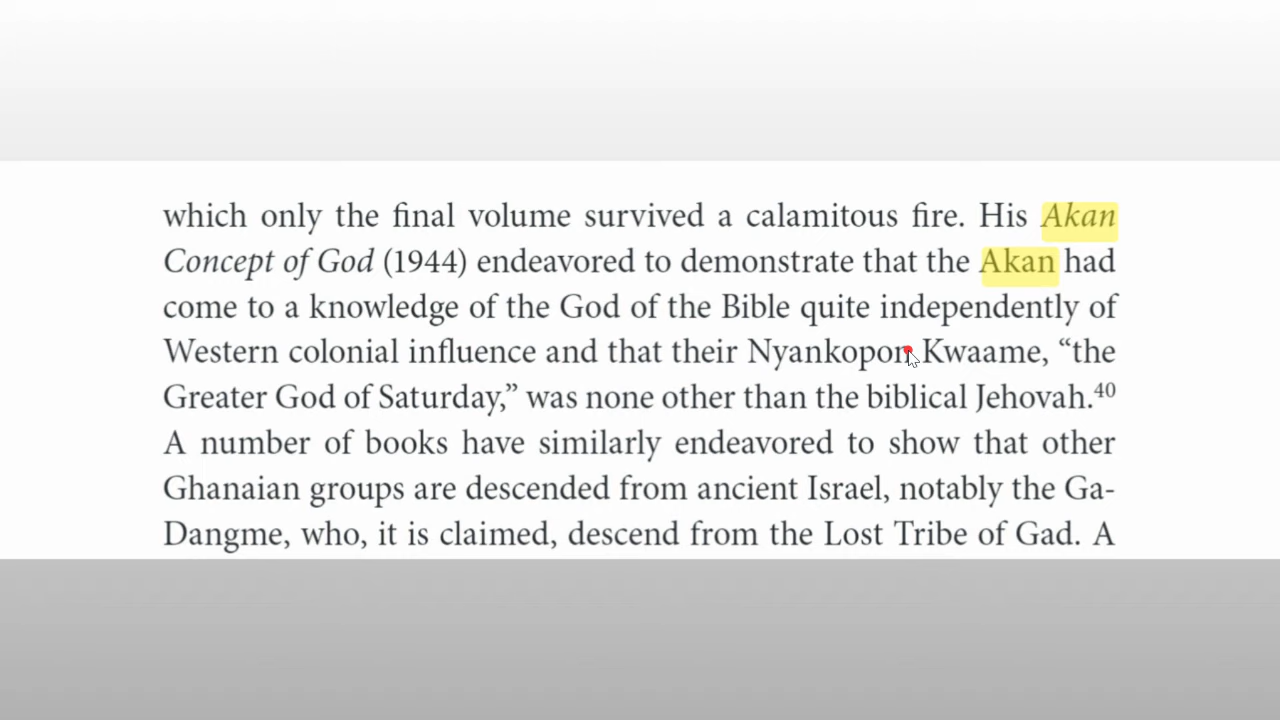 which only the final volume survived a calamitous fire. His Akan
Concept of God (1944) endeavored to demonstrate that the Akan had
come to a knowledge of the God of the Bible quite independently of
Western colonial influence and that their Nyankopon Kwaame, “the
Greater God of Saturday,” was none other than the biblical Jehovah.40
A number of books have similarly endeavored to show that other
Ghanaian groups are descended from ancient Israel, notably the Ga-
Dangme, who, it is claimed, descend from the Lost Tribe of Gad. A